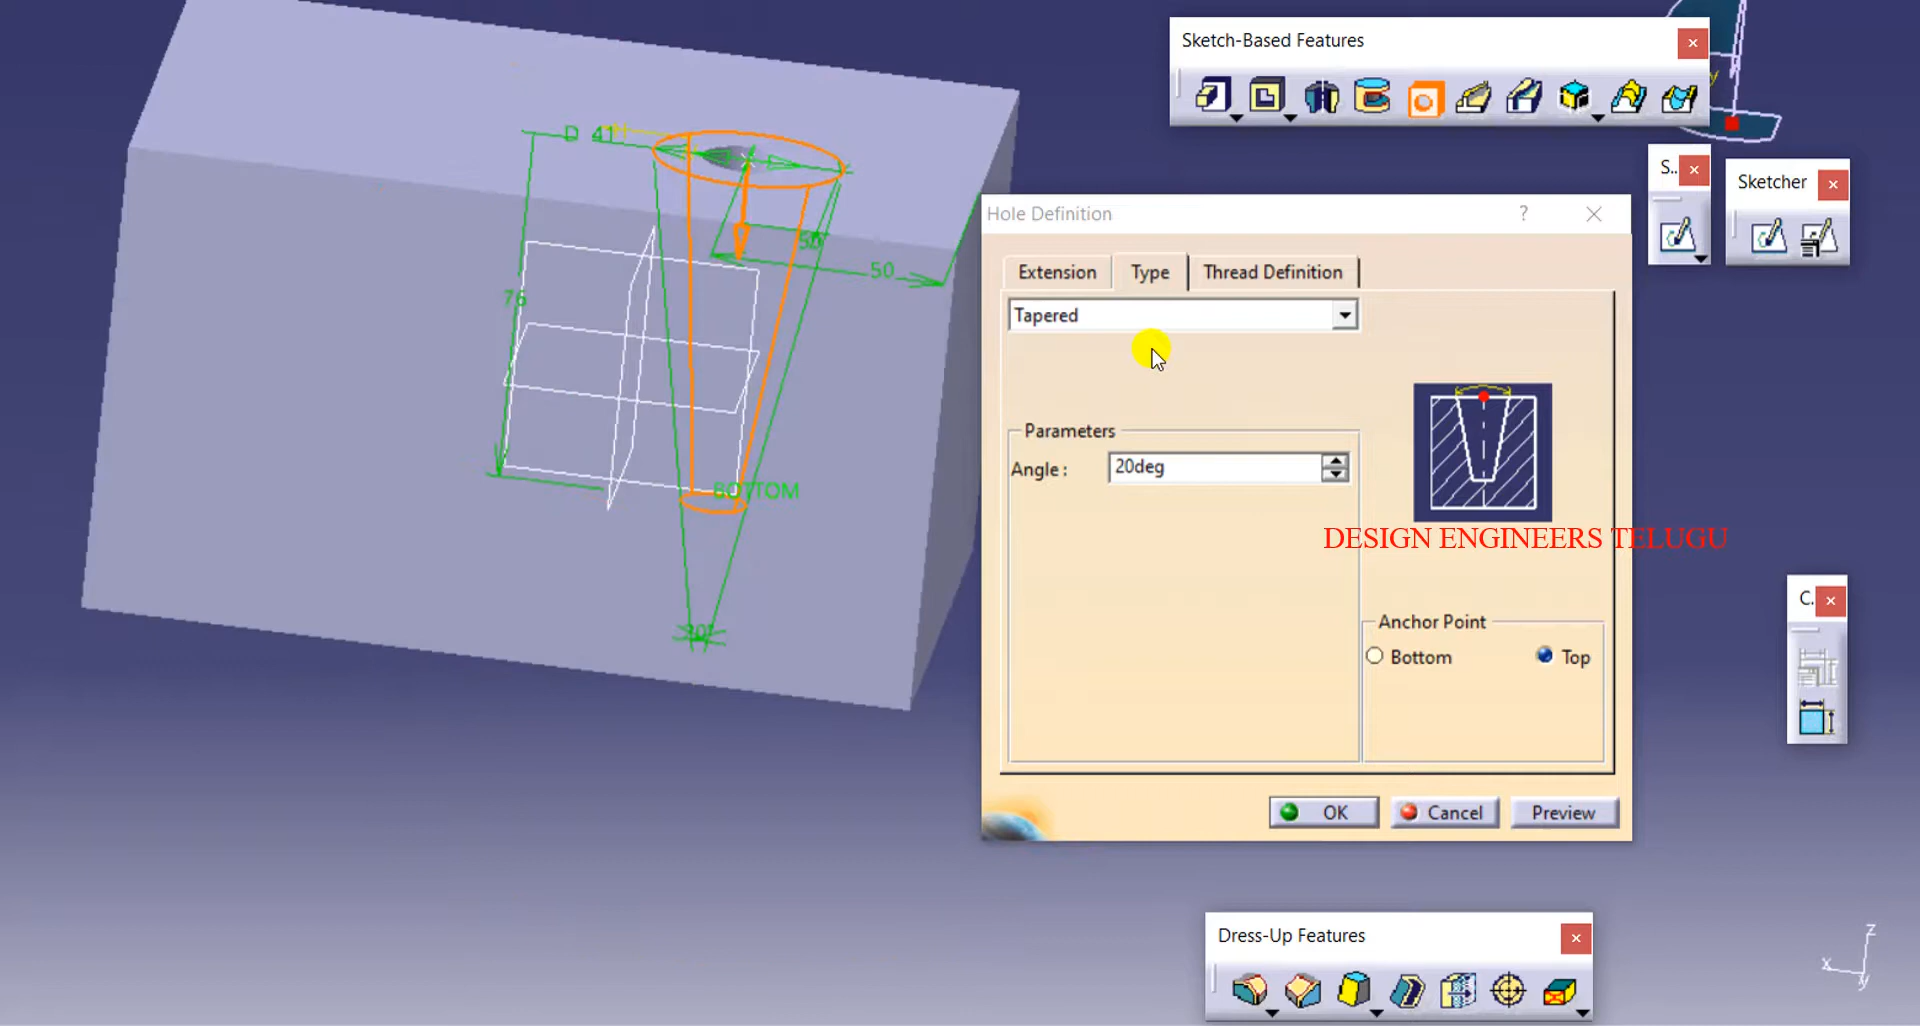 Sketch-Based Features
D 41
S..
Sketcher
Hole Definition
?
50
50
Extension
Type
Thread Definition
76
Tapered
Parameters
Angle :
20deg
BOTTOM
DESIGN ENGINEERS TELUGU
C.
Anchor Point
Bottom
Top
OK
Cancel
Preview
Dress-Up Features
z
x
y